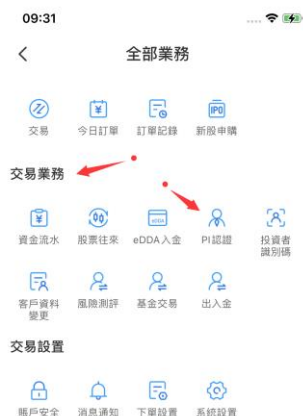 09:31
全部業務
IPO
交易
今日訂單
訂單記錄
新股申購
交易業務
eDDA
資金流水
股票往來
eDDA入金
PI認證
投資者
識別碼
客戶資料
變更
風險測評
基金交易
出入金
交易設置
賬戶安全
消息通知
下單設置
系統設置